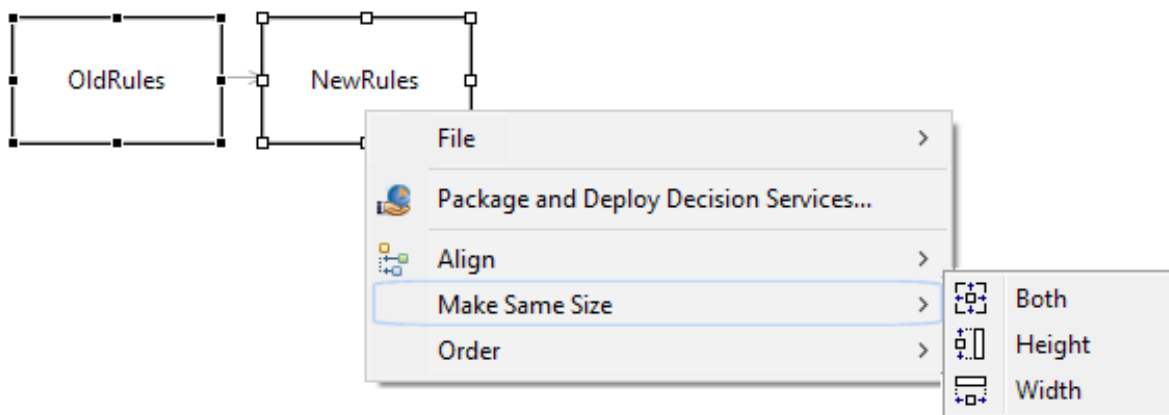 OldRules
NewRules
File
Package and Deploy Decision Services...
Align
Make Same Size
Order
Both
Height
Width